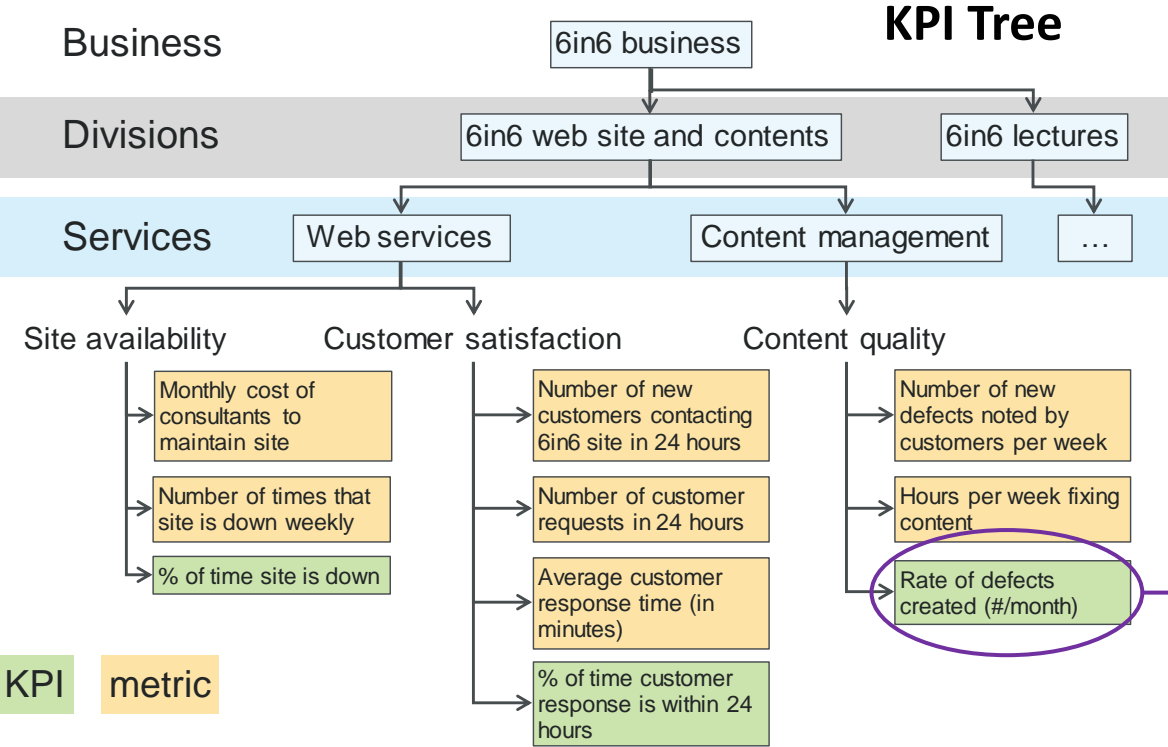 KPI Tree
Business
6in6 business
Divisions
6in6 web site and contents
6in6 lectures
Services
Web services
Content management
…
Site availability
Monthly cost of
consultants to
maintain site
Number of times that
site is down weekly
% of time site is down
Customer satisfaction
Number of new
customers contacting
6in6 site in 24 hours
Number of customer
requests in 24 hours
Average customer
response time (in
minutes)
% of time customer
response is within 24
hours
Content quality
Number of new
defects noted by
customers per week
Hours per week fixing
content
Rate of defects
created (#/month)
KPI
metric